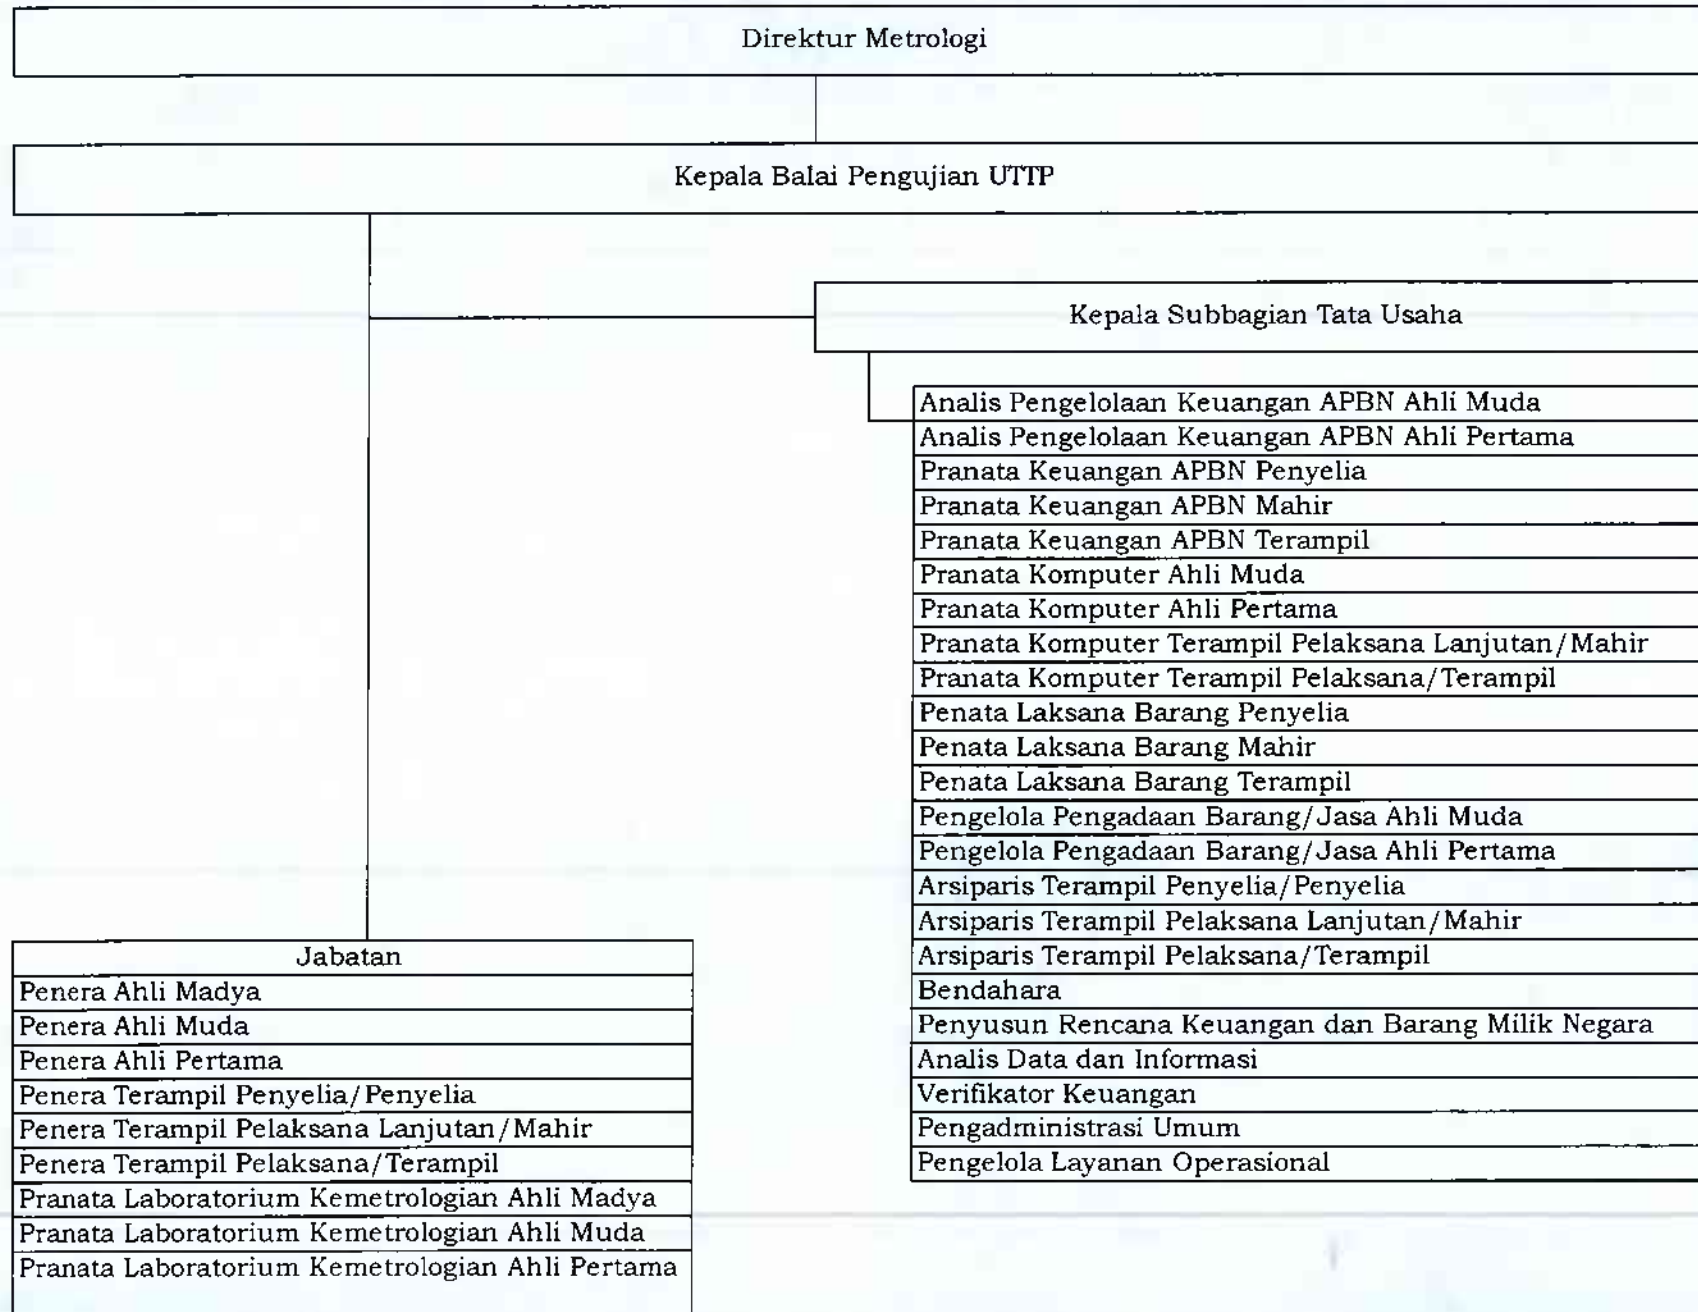 Direktur Metrologi
Kepala Balai Pengujian UTTP
Kepala Subbagian Tata Usaha
Analis Pengelolaan Keuangan APBN Ahli Muda
Analis Pengelolaan Keuangan APBN Ahli Pertama
Pranata Keuangan APBN Penyelia
Pranata Keuangan APBN Mahir
Pranata Keuangan APBN Terampil
Pranata Komputer Ahli Muda
Pranata Komputer Ahli Pertama
Pranata Komputer Terampil Pelaksana Lanjutan/Mahir
Pranata Komputer Terampil Pelaksana/Terampil
Penata Laksana Barang Penyelia
Penata Laksana Barang Mahir
Penata Laksana Barang Terampil
Pengelola Pengadaan Barang/Jasa Ahli Muda
Pengelola Pengadaan Barang/Jasa Ahli Pertama
Arsiparis Terampil Penyelia/Penyelia
Arsiparis Terampil Pelaksana Lanjutan/Mahir
Arsiparis Terampil Pelaksana/Terampil
Bendahara
Penyusun Rencana Keuangan dan Barang Milik Negara
Analis Data dan Informasi
Verifikator Keuangan
Pengadministrasi Umum
Pengelola Layanan Operasional
Jabatan
Penera Ahli Madya
Penera Ahli Muda
Penera Ahli Pertama
Penera Terampil Penyelia/Penyelia
Penera Terampil Pelaksana Lanjutan/Mahir
Penera Terampil Pelaksana/Terampil
Pranata Laboratorium Kemetrologian Ahli Madya
Pranata Laboratorium Kemetrologian Ahli Muda
Pranata Laboratorium Kemetrologian Ahli Pertama